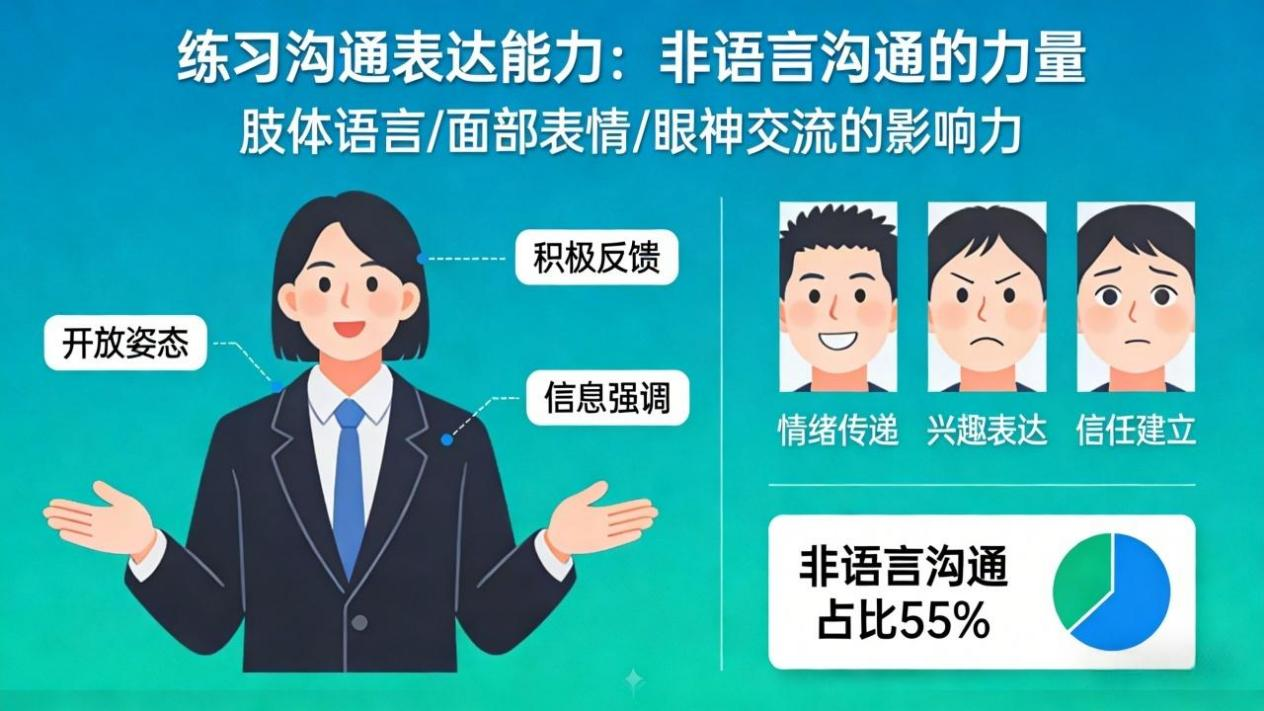 练习沟通表达能力：非语言沟通的力量
肢体语言/面部表情/眼神交流的影响力
积极反馈
开放姿态
信息强调
情绪传递
兴趣表达
信任建立
非语言沟通
占比55%